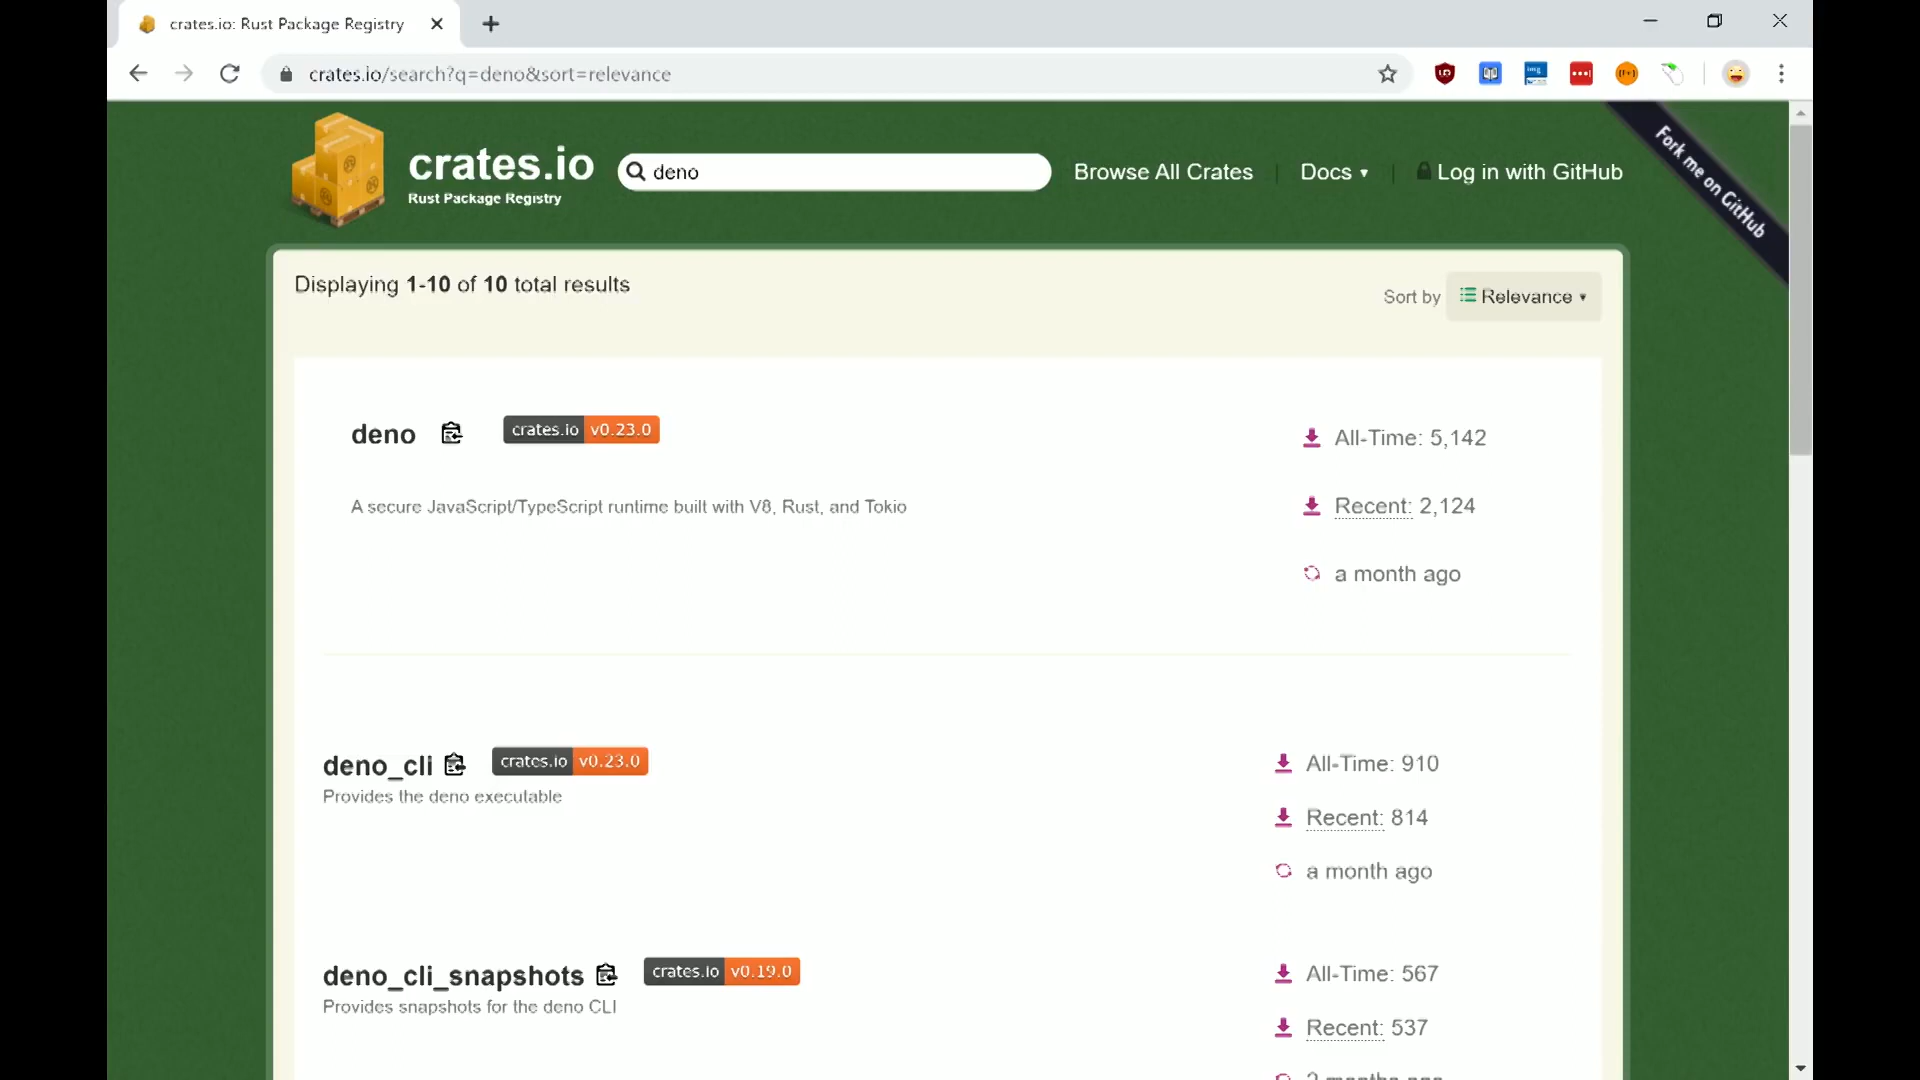 crates.io: Rust Package Registry
crates.io/search?q=deno&sort=relevance
crates.io
Rust Package Registry
deno
Browse All Crates
Docs ▾
Log in with GitHub
Fork me on GitHub
Displaying 1-10 of 10 total results
Sort by Relevance ▾
deno crates.io v0.23.0
A secure JavaScript/TypeScript runtime built with V8, Rust, and Tokio
All-Time: 5,142
Recent: 2,124
a month ago
deno_cli crates.io v0.23.0
Provides the deno executable
All-Time: 910
Recent: 814
a month ago
deno_cli_snapshots crates.io v0.19.0
Provides snapshots for the deno CLI
All-Time: 567
Recent: 537
2 months ago